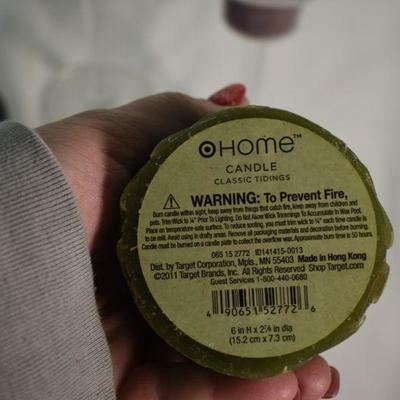 HOME™
CANDLE
CLASSIC TIDINGS
WARNING: To Prevent Fire,
Burn candle within sight, keep away from things that catch fire, keep away from children and
pets. Trim Wick to ¼" Prior To Lighting. Do Not Allow Wick Trimmings To Accumulate In Wax Pool.
To reduce sooting, you must trim wick to ¼" each time candle is
to be relit. Avoid using in drafty areas. Remove all packaging materials and decoration before burning.
Place on temperature-safe surface.
Candle must be burned on a candle plate to collect the overflow wax. Approximate burn time is 50 hours.
065 15 2772 ID141415-0013
Dist. by Target Corporation, Mpls., MN 55403 Made in Hong Kong
©2011 Target Brands, Inc. All Rights Reserved Shop Target.com
Guest Services 1-800-440-0680
4 90651 52772 6
6 in H x 2⅞ in dia
(15.2 cm x 7.3 cm)